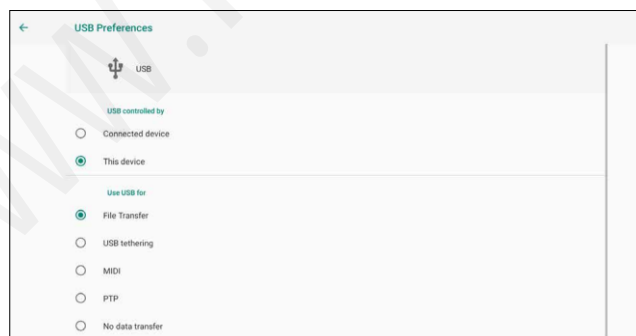 USB Preferences
USB
USB controlled by
Connected device
This device
Use USB for
File Transfer
USB tethering
MIDI
PTP
No data transfer